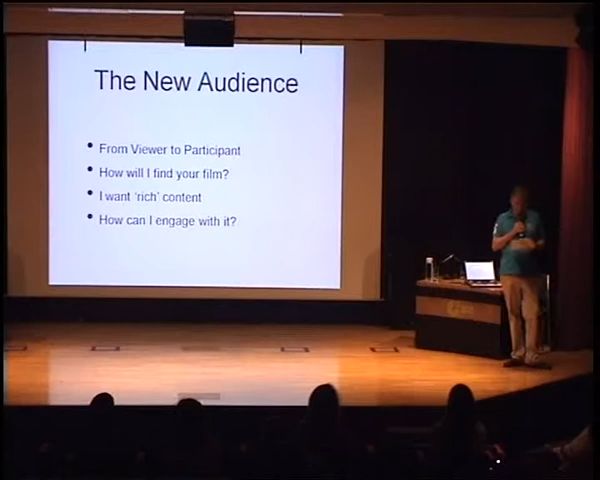 The New Audience
• From Viewer to Participant
• How will I find your film?
• I want 'rich' content
• How can I engage with it?